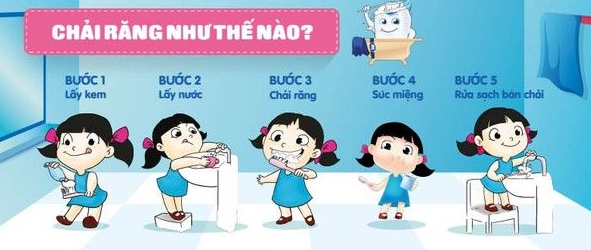 CHẢI RĂNG NHƯ THẾ NÀO?
BƯỚC 1
Lấy kem
BƯỚC 2
Lấy nước
BƯỚC 3
Chải răng
BƯỚC 4
Súc miệng
BƯỚC 5
Rửa sạch bàn chải